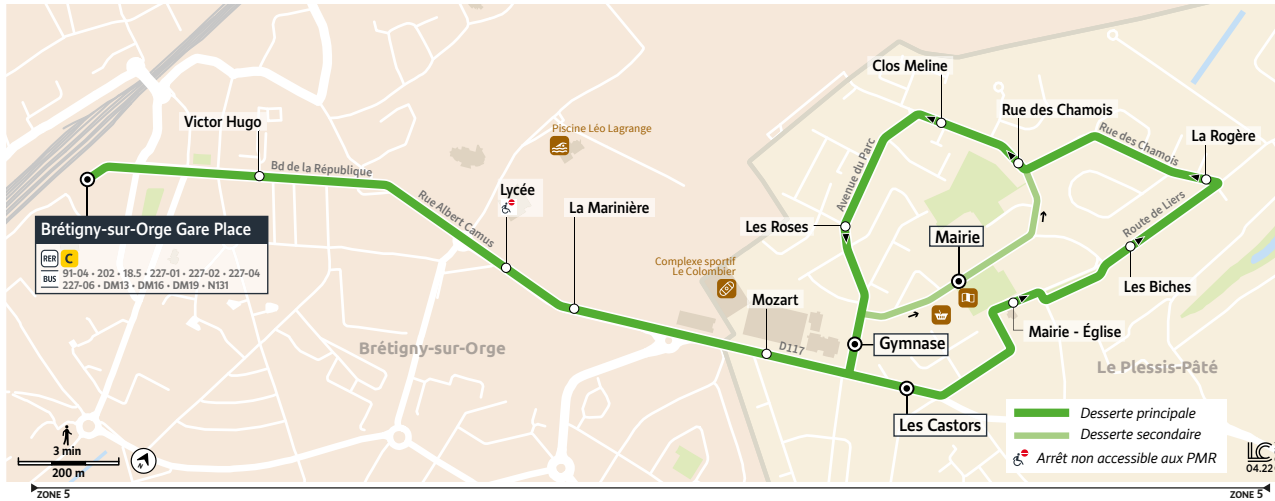 Clos Meline
Rue des Chamois
Victor Hugo
Piscine Léo Lagrange
Rue des Chamois
La Rogère
Bd de la République
Avenue du Parc
Lycée
Rue Albert Camus
La Marinière
Route de Liers
Brétigny-sur-Orge Gare Place
RER C
BUS
91-04 • 202 • 18.5 • 227-01 • 227-02 • 227-04
227-06 • DM13 • DM16 • DM19 • N131
Les Roses
Mairie
Complexe sportif
Le Colombier
Les Biches
Mozart
Mairie - Église
Gymnase
D117
Brétigny-sur-Orge
Le Plessis-Pâté
Les Castors
Desserte principale
Desserte secondaire
Arrêt non accessible aux PMR
3 min
200 m
N
LC
04.22
ZONE 5
ZONE 5